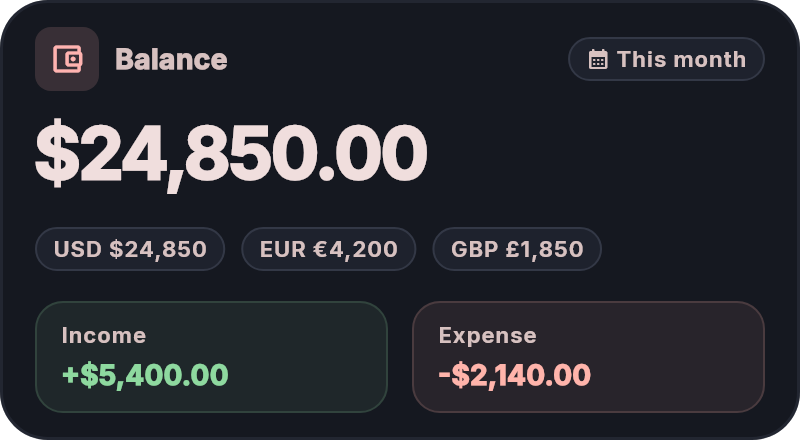 Balance
This month
$24,850.00
USD $24,850
EUR €4,200
GBP £1,850
Income
+$5,400.00
Expense
-$2,140.00